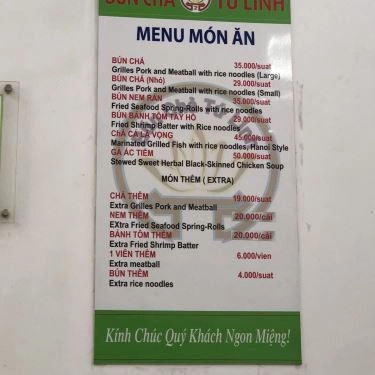 BÚN CHẢ TỨ LINH
MENU MÓN ĂN
BÚN CHẢ 35.000/suat
Grilles Pork and Meatball with rice noodles (Large)
BÚN CHẢ (Nhỏ) 29.000/suat
Grilles Pork and Meatball with rice noodles (Small)
BÚN NEM RÁN 35.000/suat
Fried Seafood Spring-Rolls with rice noodles
BÚN BÁNH TÔM TÂY HỒ 29.000/suat
Fried Shrimp Batter with Rice noodles
CHẢ CÁ LÃ VỌNG 45.000/suat
Marinated Grilled Fish with rice noodles, Hanoi Style
GÀ ÁC TIỀM 50.000/suat
Stewed Sweet Herbal Black-Skinned Chicken Soup
MÓN THÊM ( EXTRA)
CHẢ THÊM 19.000/suat
Extra Grilles Pork and Meatball
NEM THÊM 20.000/cái
EXtra Fried Seafood Spring-Rolls
BÁNH TÔM THÊM 20.000/cái
Extra Fried Shrimp Batter
1 VIÊN THÊM 6.000/vien
Extra meatball
BÚN THÊM 4.000/suat
Extra rice noodles
Kính Chúc Quý Khách Ngon Miệng!